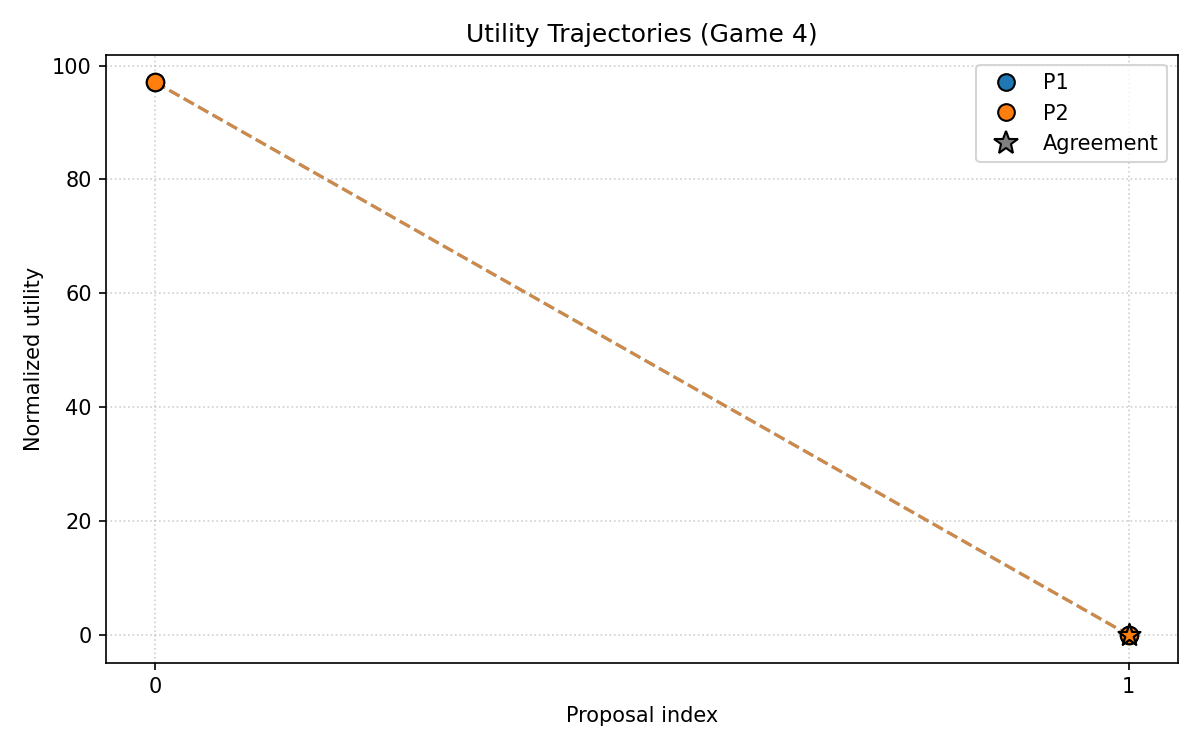 Utility Trajectories (Game 4)
100
80
60
40
20
0
Normalized utility
P1
P2
Agreement
0
1
Proposal index